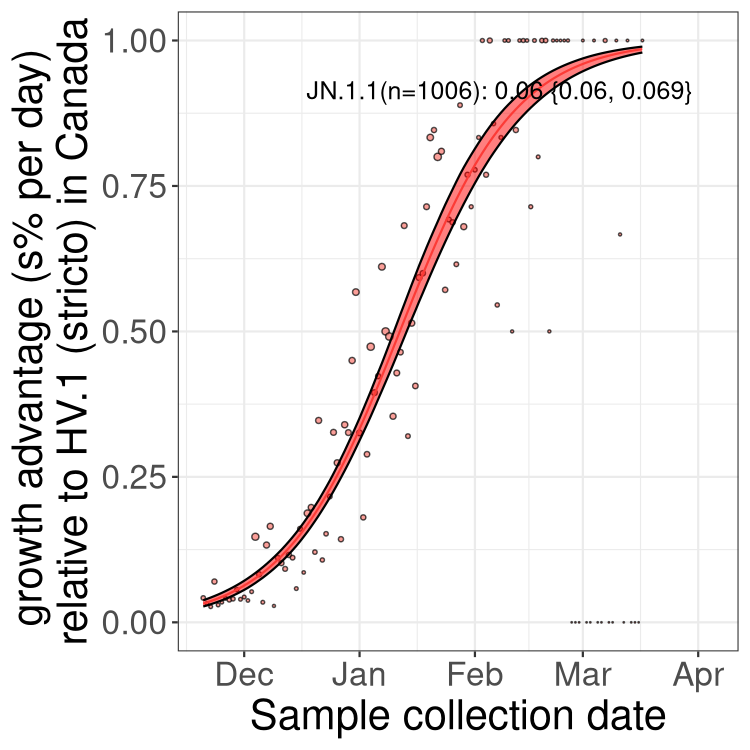 growth advantage (s% per day)
relative to HV.1 (stricto) in Canada
1.00
0.75
0.50
0.25
0.00
JN.1.1(n=1006): 0.06 {0.06, 0.069}
Dec Jan Feb Mar Apr
Sample collection date